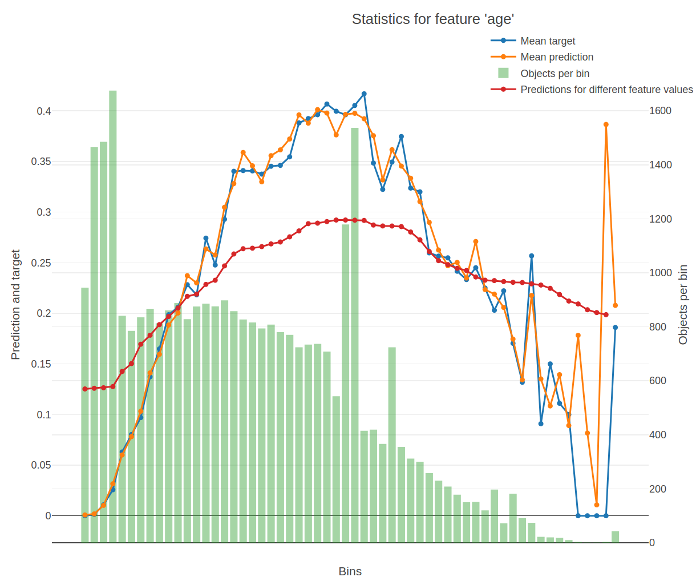 Statistics for feature 'age'
Mean target
Mean prediction
Objects per bin
Predictions for different feature values
0.4
0.35
0.3
0.25
0.2
0.15
0.1
0.05
0
Prediction and target
1600
1400
1200
1000
800
600
400
200
0
Objects per bin
Bins